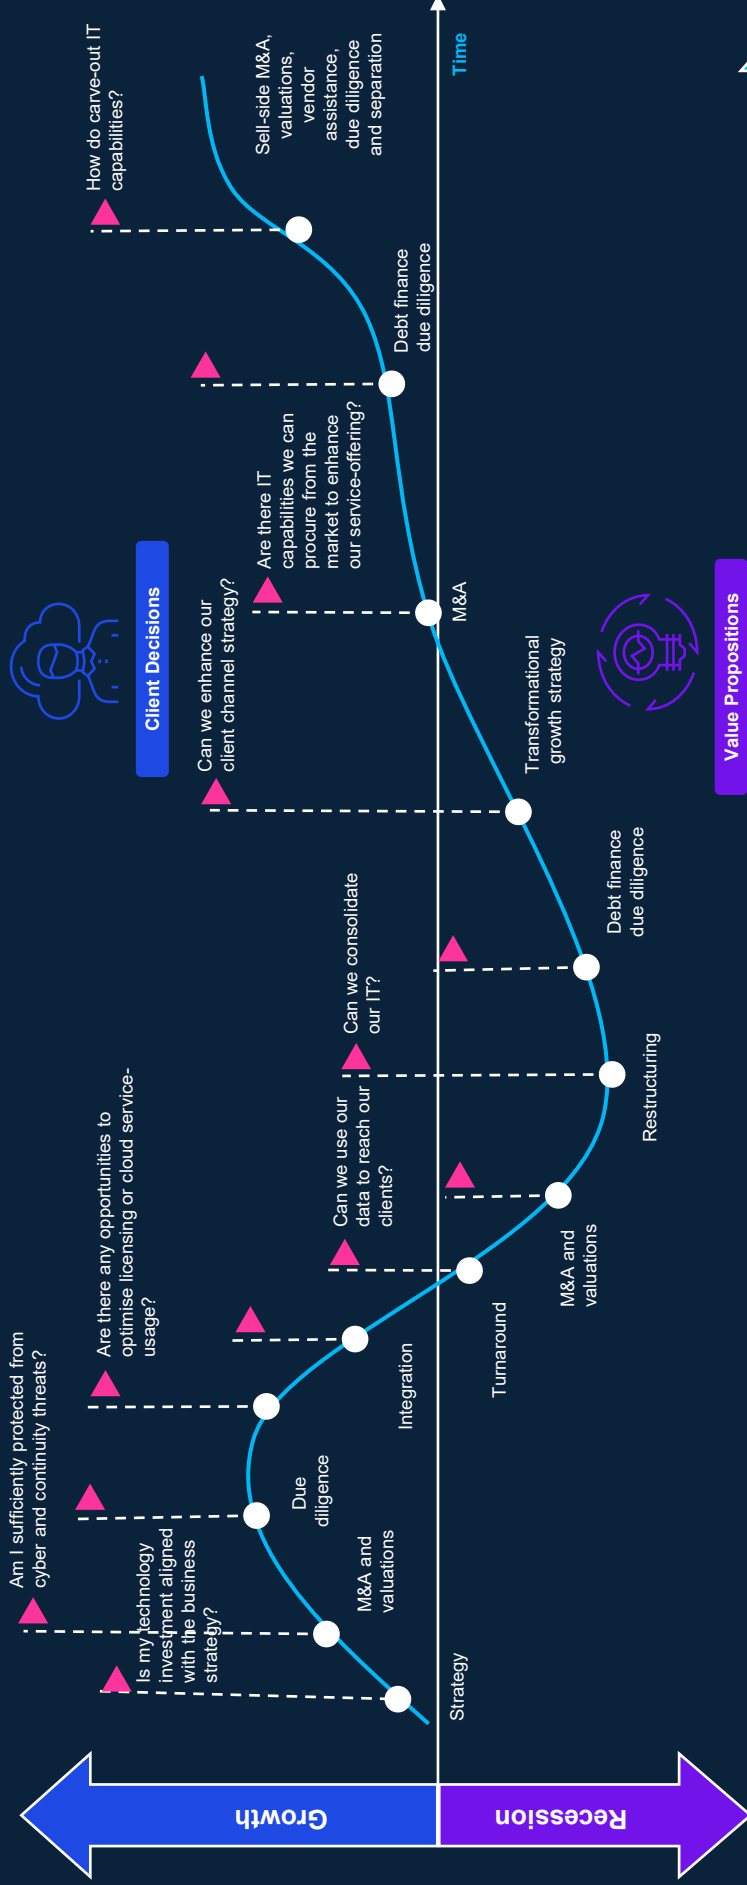 Growth
Recession
Client Decisions
Value Propositions
Time
Is my technology
investment aligned
with the business
strategy?
Am I sufficiently protected from
cyber and continuity threats?
Are there any opportunities to
optimise licensing or cloud service-
usage?
Can we use our
data to reach our
clients?
Can we consolidate
our IT?
Can we enhance our
client channel strategy?
Are there IT
capabilities we can
procure from the
market to enhance
our service-offering?
How do carve-out IT
capabilities?
Strategy
M&A and
valuations
Due
diligence
Integration
Turnaround
M&A and
valuations
Restructuring
Debt finance
due diligence
Transformational
growth strategy
M&A
Debt finance
due diligence
Sell-side M&A,
valuations,
vendor
assistance,
due diligence
and separation